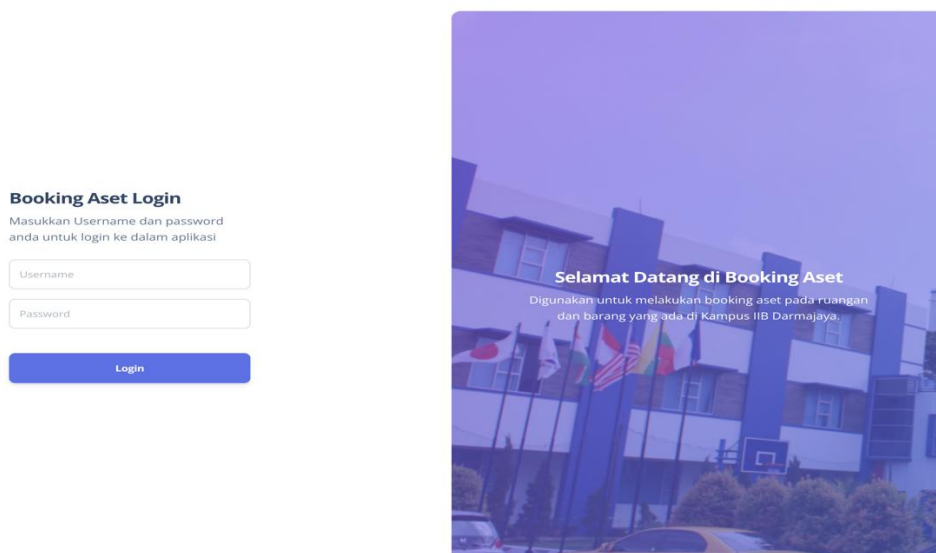 Booking Aset Login
Masukkan Username dan password
anda untuk login ke dalam aplikasi
Username
Password
Login
Selamat Datang di Booking Aset
Digunakan untuk melakukan booking aset pada ruangan
dan barang yang ada di Kampus IIB Darmajaya.